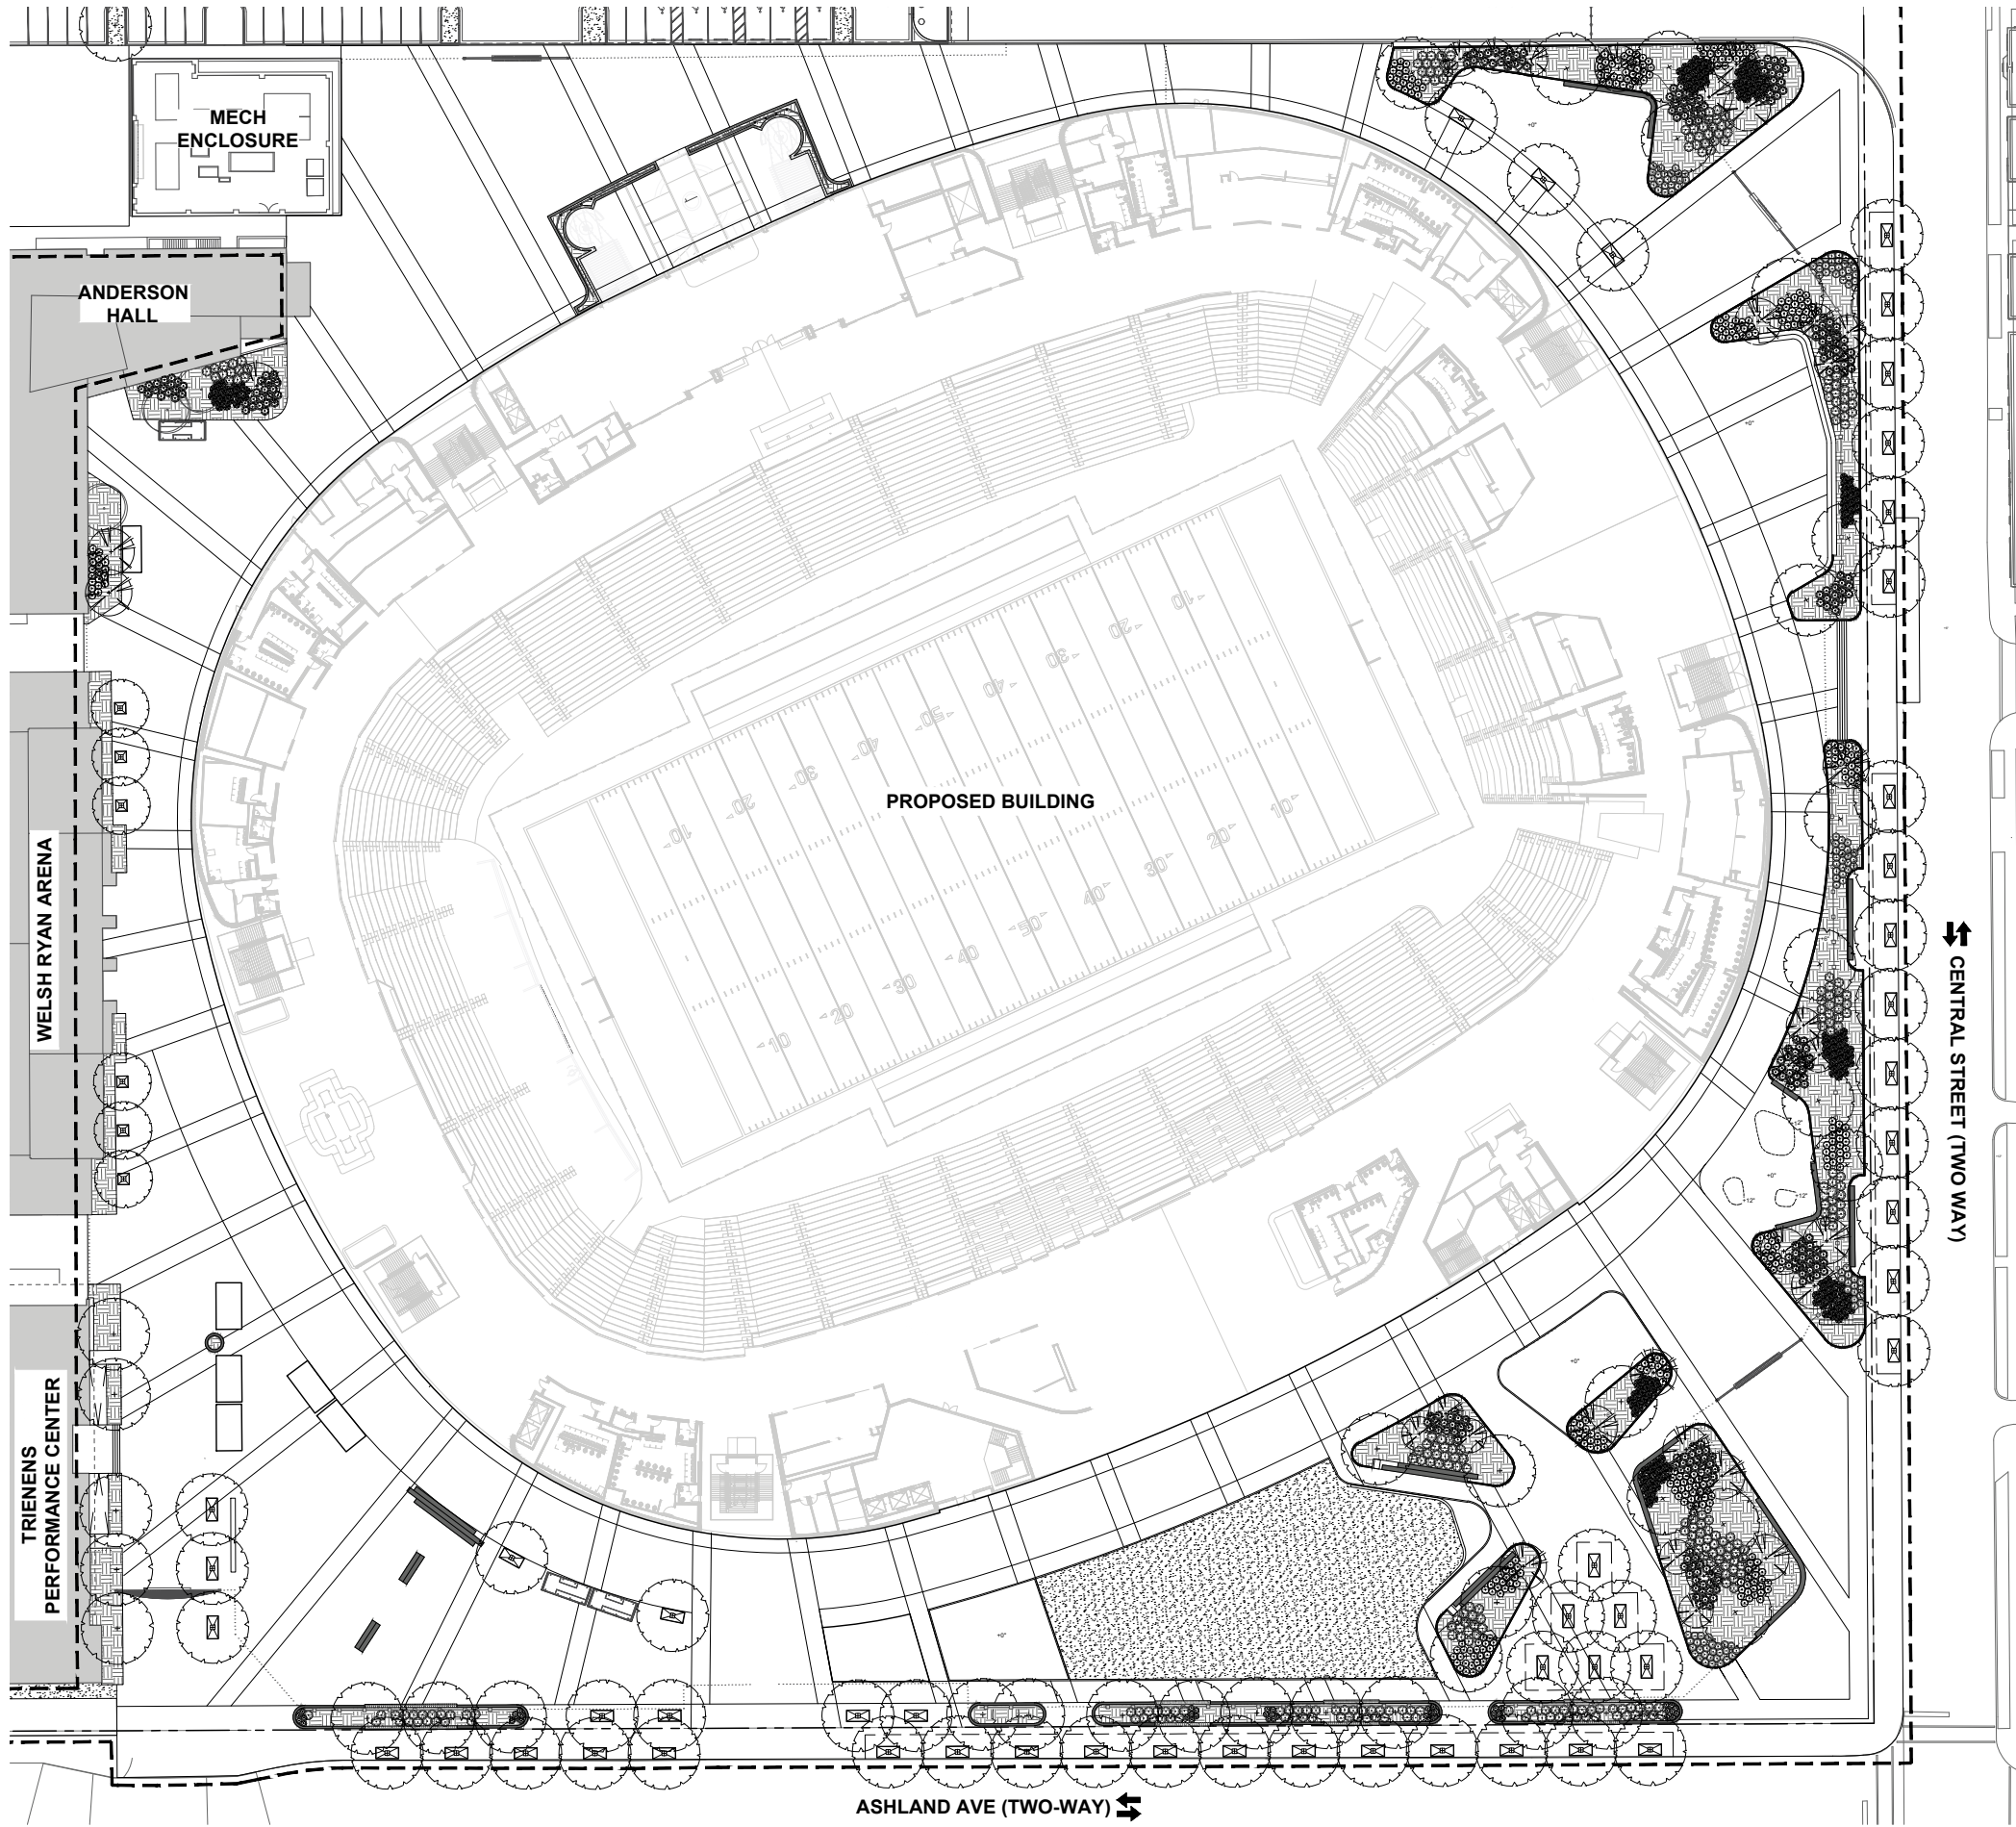 MECH
ENCLOSURE
ANDERSON
HALL
10
20
30
40
50
40
30
20
10
PROPOSED BUILDING
10
20
30
40
50
40
30
20
10
WELSH RYAN ARENA
CENTRAL STREET (TWO WAY)
TRIENENS
PERFORMANCE CENTER
ASHLAND AVE (TWO-WAY)